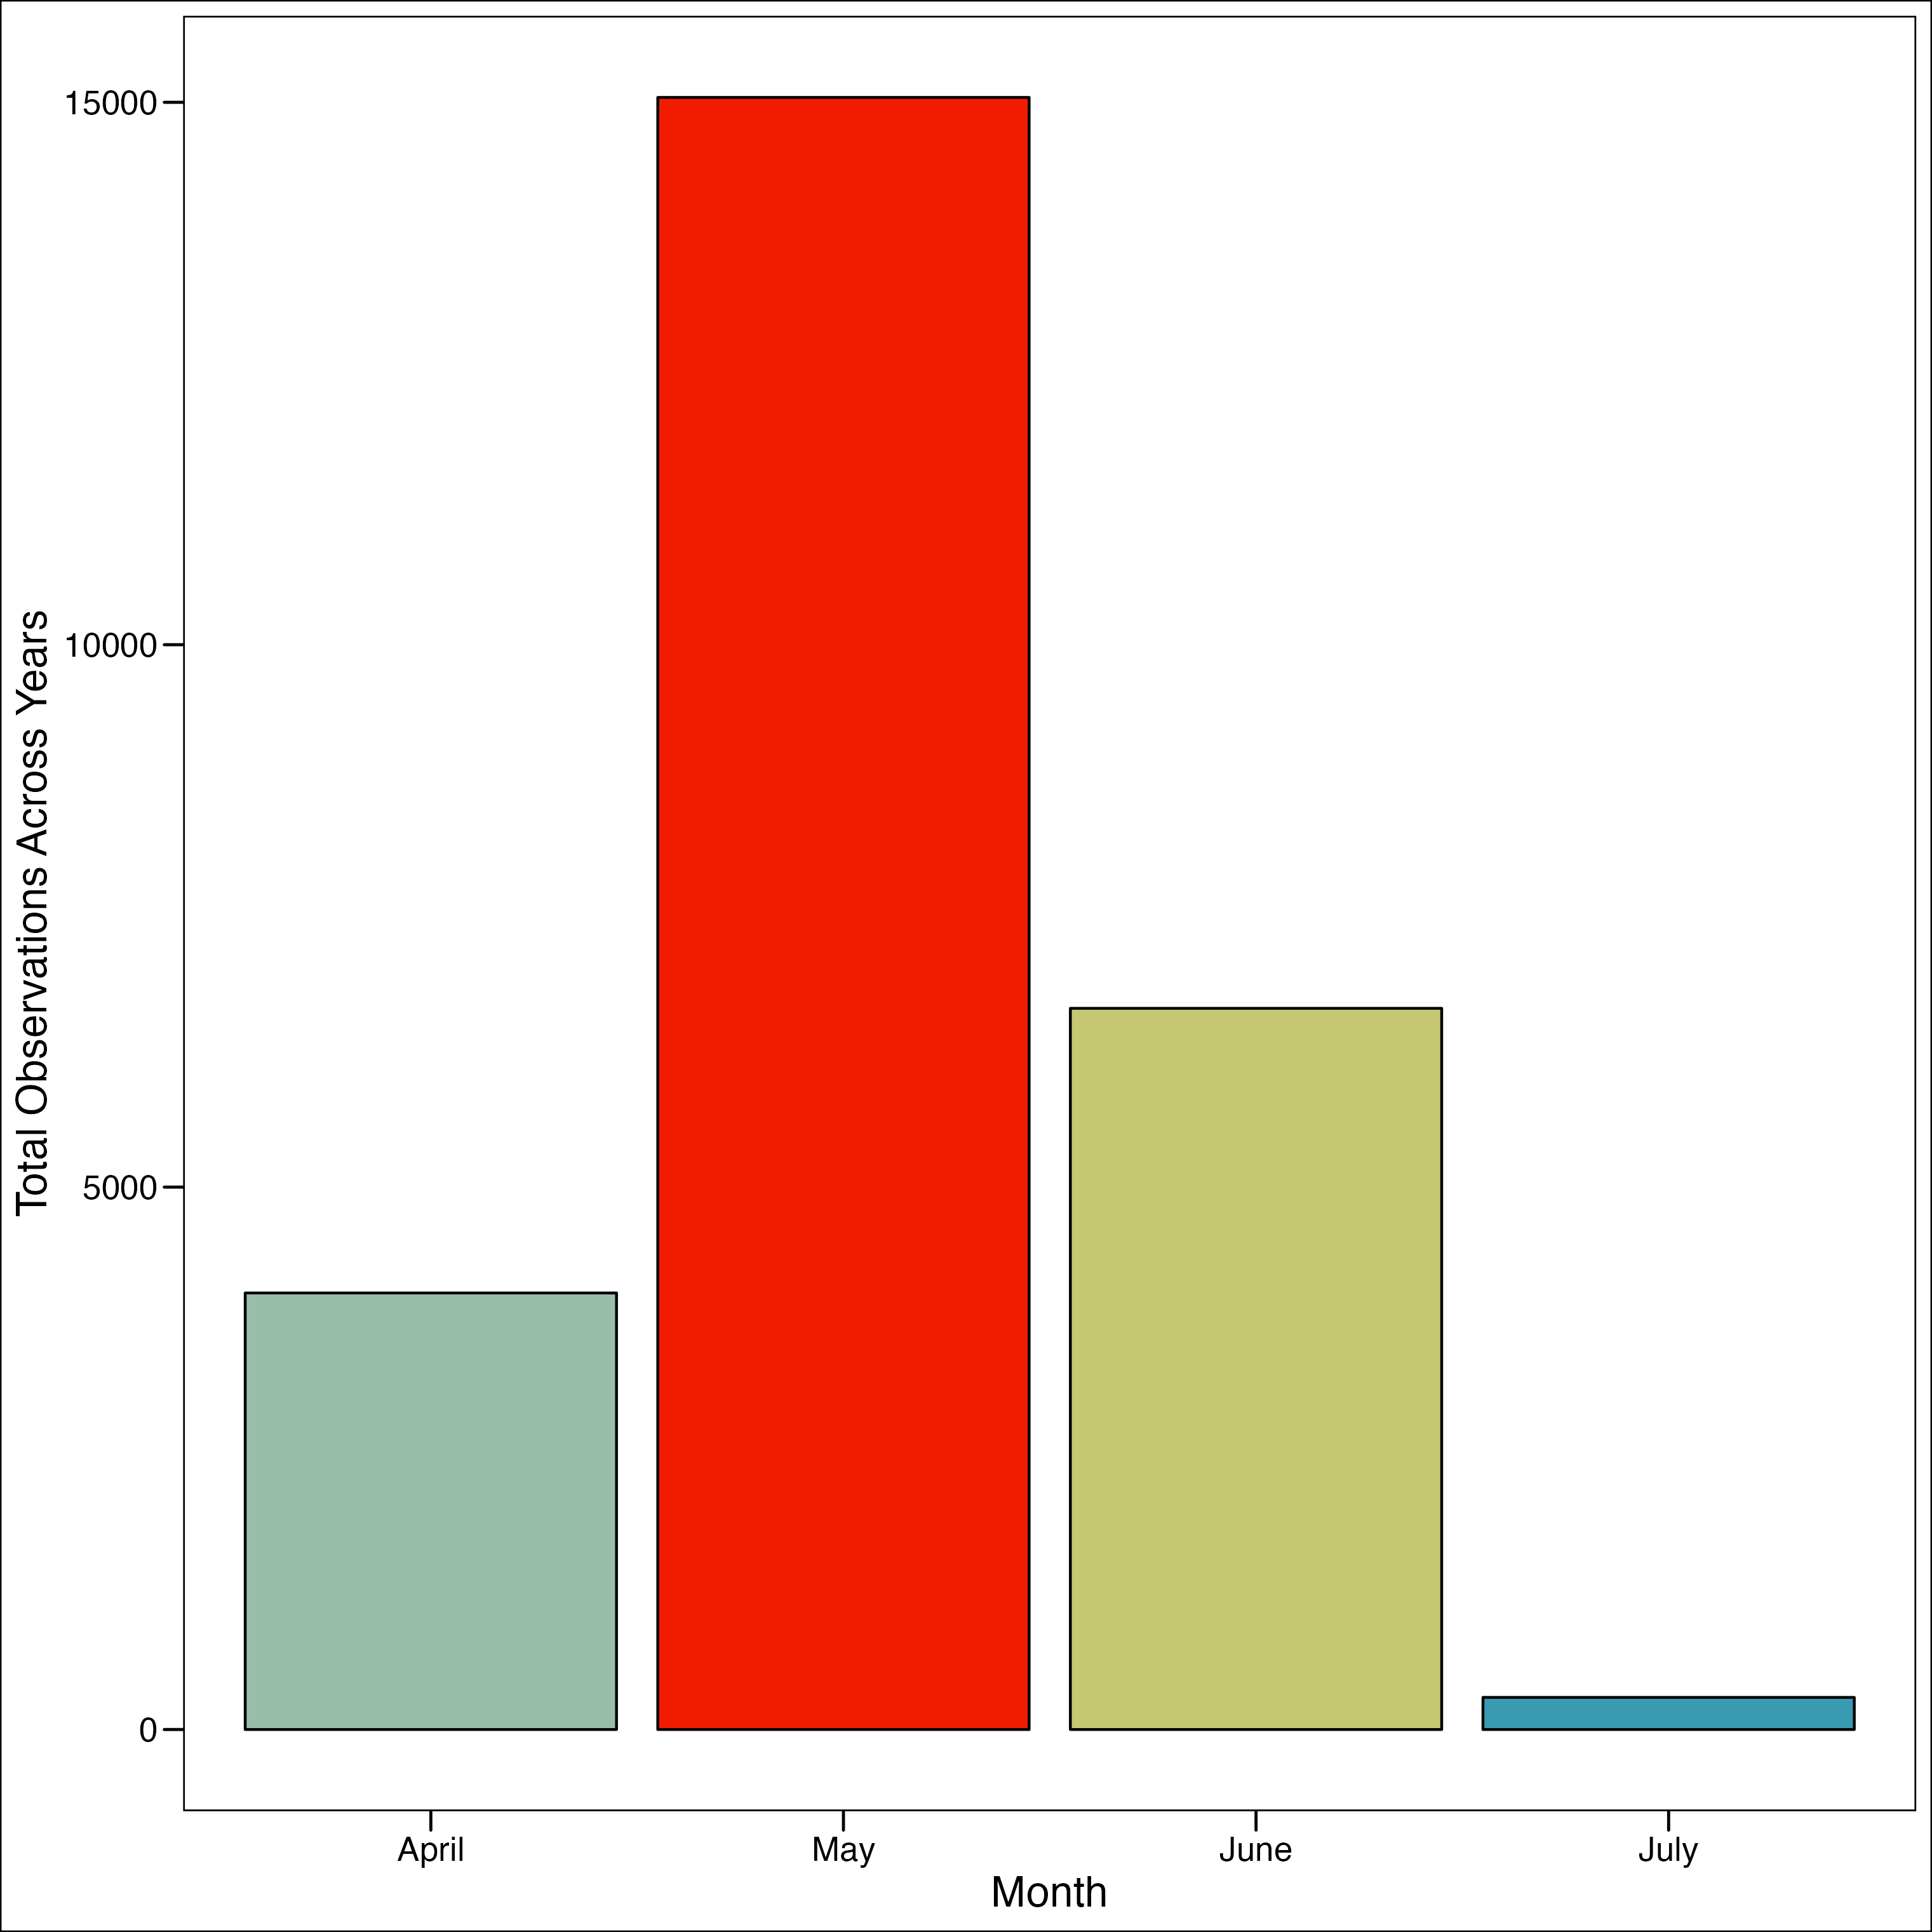 Total Observations Across Years
15000
10000
5000
0
April
May
June
July
Month